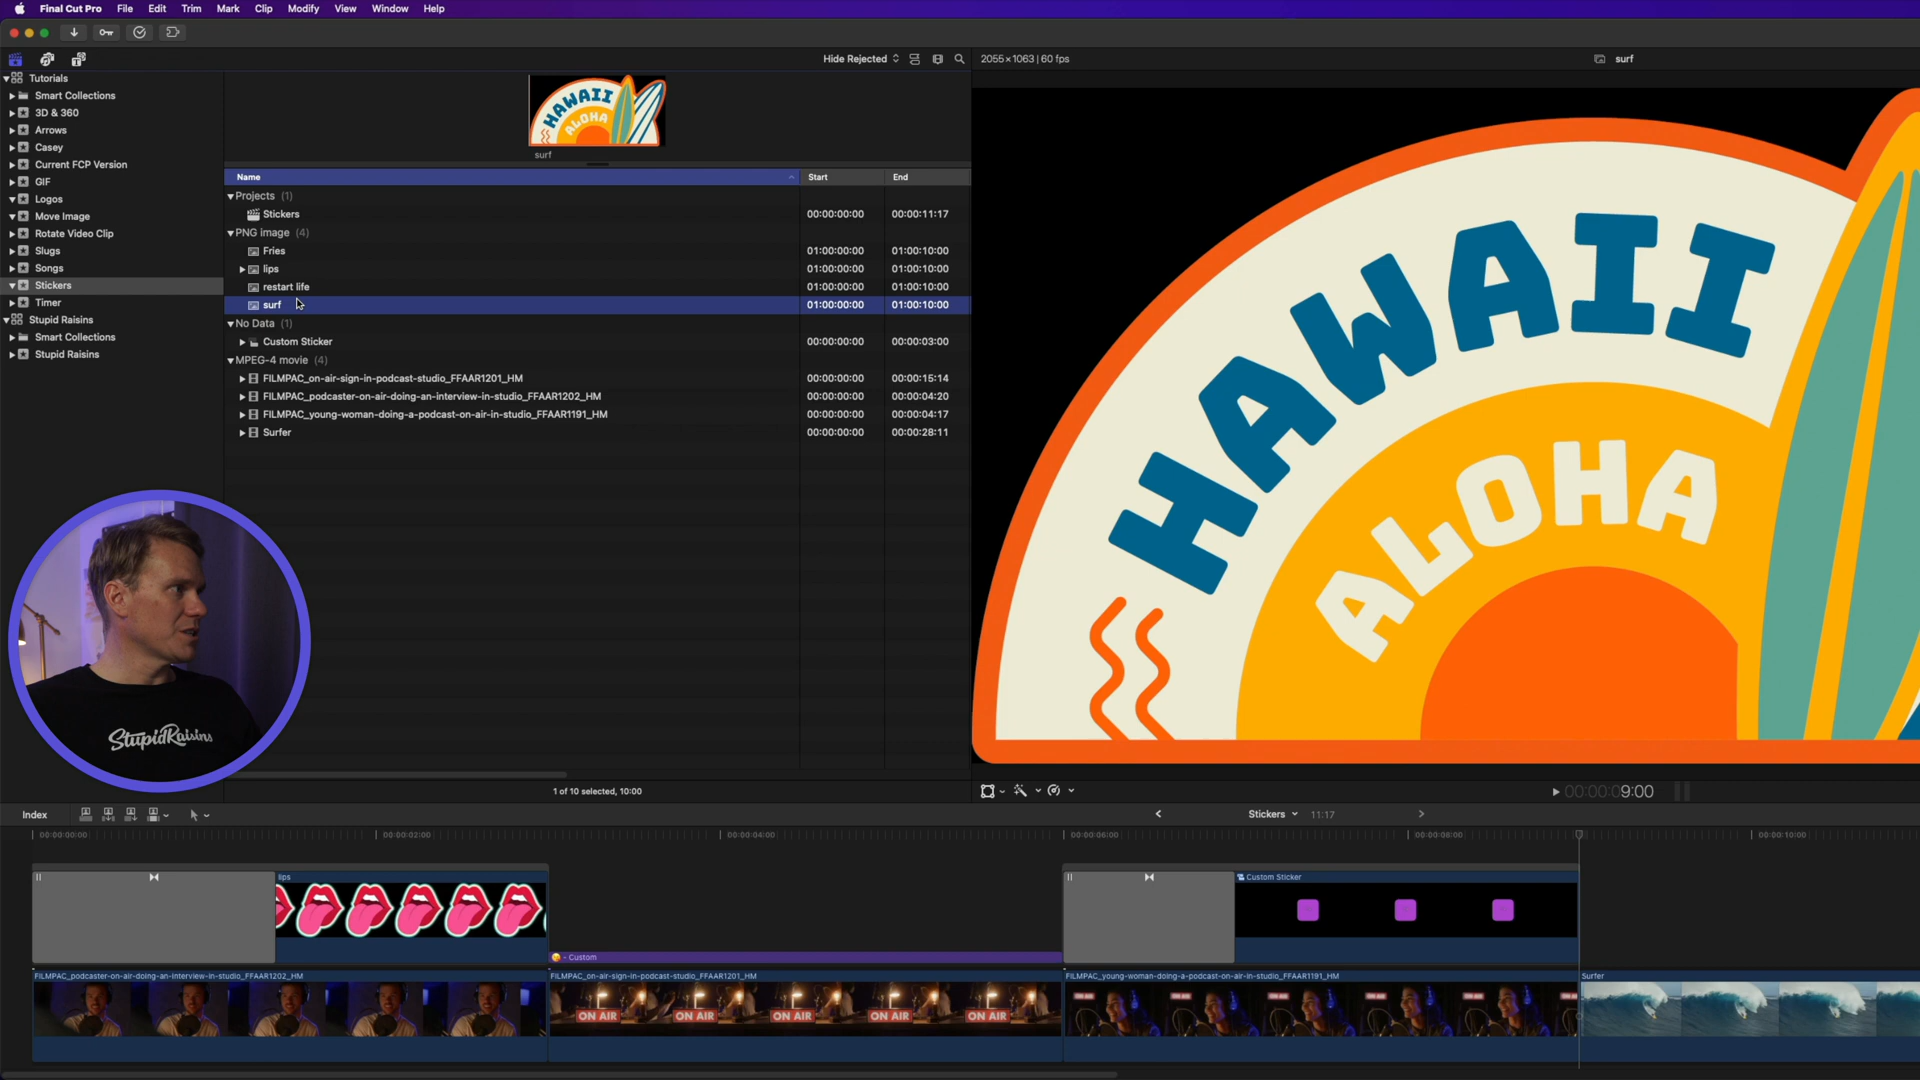 Final Cut Pro File Edit Trim Mark Clip Modify View Window Help
Tutorials
Smart Collections
3D & 360
Arrows
Casey
Current FCP Version
GIF
Logos
Move Image
Rotate Video Clip
Slugs
Songs
Stickers
Timer
Stupid Raisins
Smart Collections
Stupid Raisins
Hide Rejected
HAWAII
ALOHA
surf
Name Start End
Projects (1)
Stickers 00:00:00:00 00:00:11:17
PNG image (4)
Fries 01:00:00:00 01:00:10:00
lips 01:00:00:00 01:00:10:00
restart life 01:00:00:00 01:00:10:00
surf 01:00:00:00 01:00:10:00
No Data (1)
Custom Sticker 00:00:00:00 00:00:03:00
MPEG-4 movie (4)
FILMPAC_on-air-sign-in-podcast-studio_FFAAR1201_HM 00:00:00:00 00:00:15:14
FILMPAC_podcaster-on-air-doing-an-interview-in-studio_FFAAR1202_HM 00:00:00:00 00:00:04:20
FILMPAC_young-woman-doing-a-podcast-on-air-in-studio_FFAAR1191_HM 00:00:00:00 00:00:04:17
Surfer 00:00:00:00 00:00:28:11
1 of 10 selected, 10:00
2055×1063 | 60 fps
surf
HAWAII
ALOHA
00:00:09:00
StupidRaisins
Index
Stickers 11:17
00:00:00:00 00:00:02:00 00:00:04:00 00:00:06:00 00:00:08:00 00:00:10:00
lips
Custom Sticker
- Custom
FILMPAC_podcaster-on-air-doing-an-interview-in-studio_FFAAR1202_HM
FILMPAC_on-air-sign-in-podcast-studio_FFAAR1201_HM
FILMPAC_young-woman-doing-a-podcast-on-air-in-studio_FFAAR1191_HM
Surfer
ON AIR ON AIR ON AIR ON AIR ON AIR